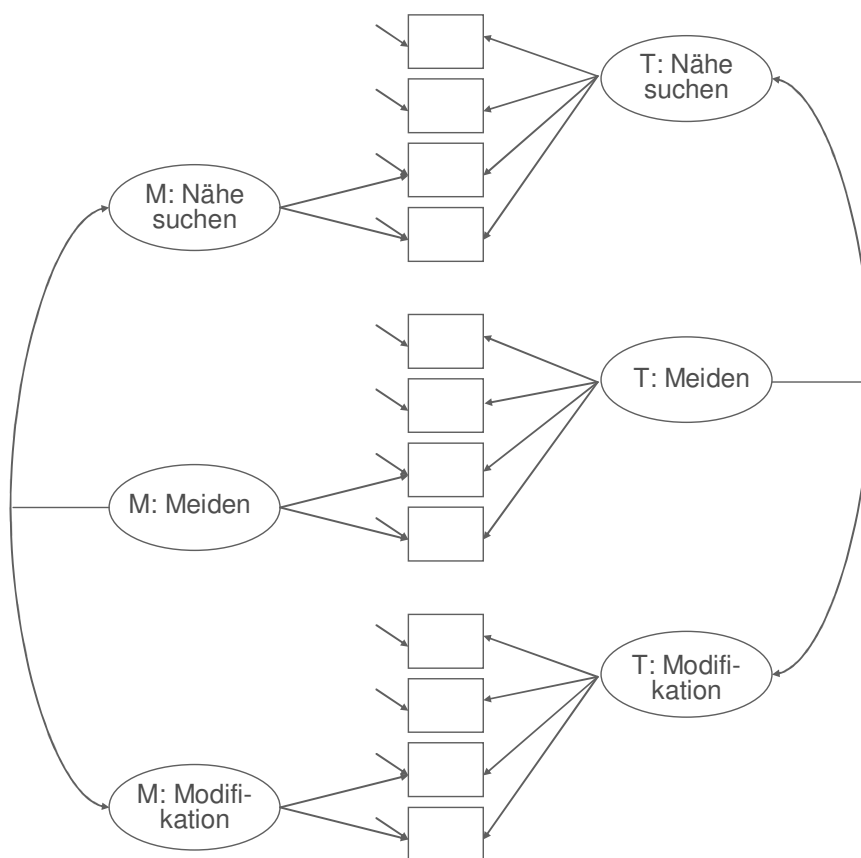 T: Nähe
suchen
M: Nähe
suchen
T: Meiden
M: Meiden
T: Modifi-
kation
M: Modifi-
kation